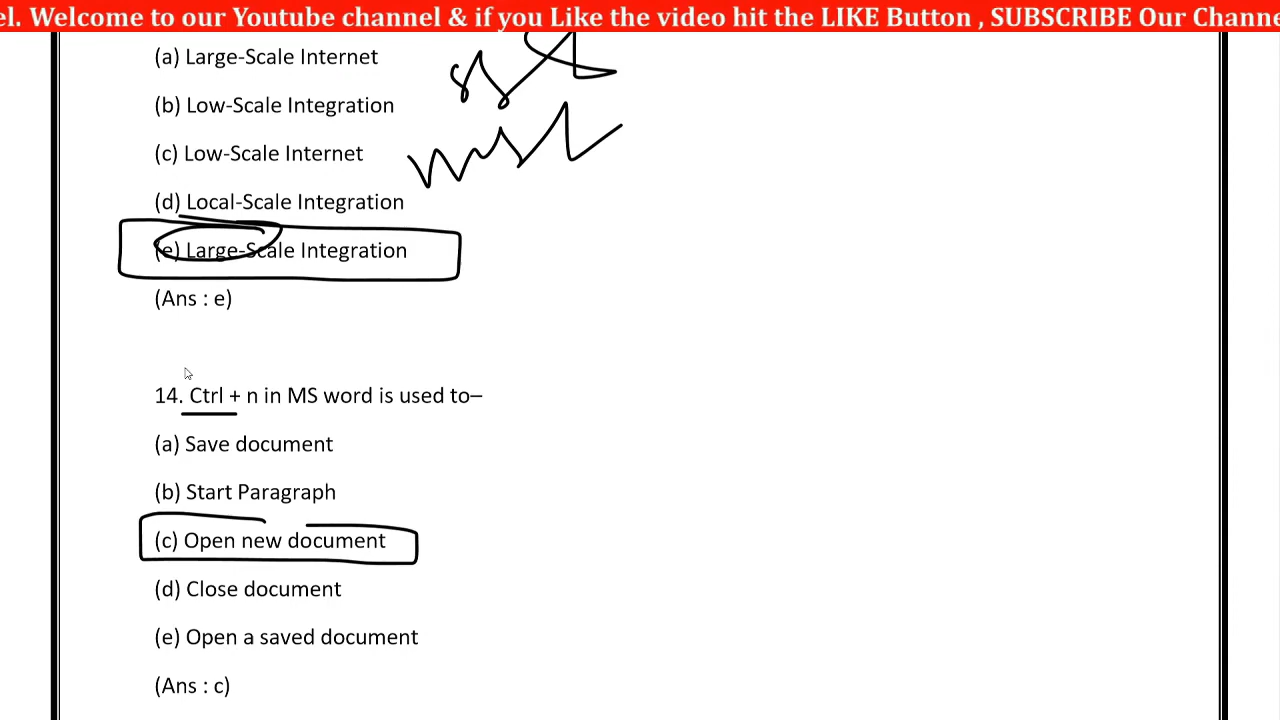 el. Welcome to our Youtube channel & if you Like the video hit the LIKE Button , SUBSCRIBE Our Channe
(a) Large-Scale Internet
(b) Low-Scale Integration
(c) Low-Scale Internet
(d) Local-Scale Integration
(e) Large-Scale Integration
(Ans : e)
14. Ctrl + n in MS word is used to–
(a) Save document
(b) Start Paragraph
(c) Open new document
(d) Close document
(e) Open a saved document
(Ans : c)